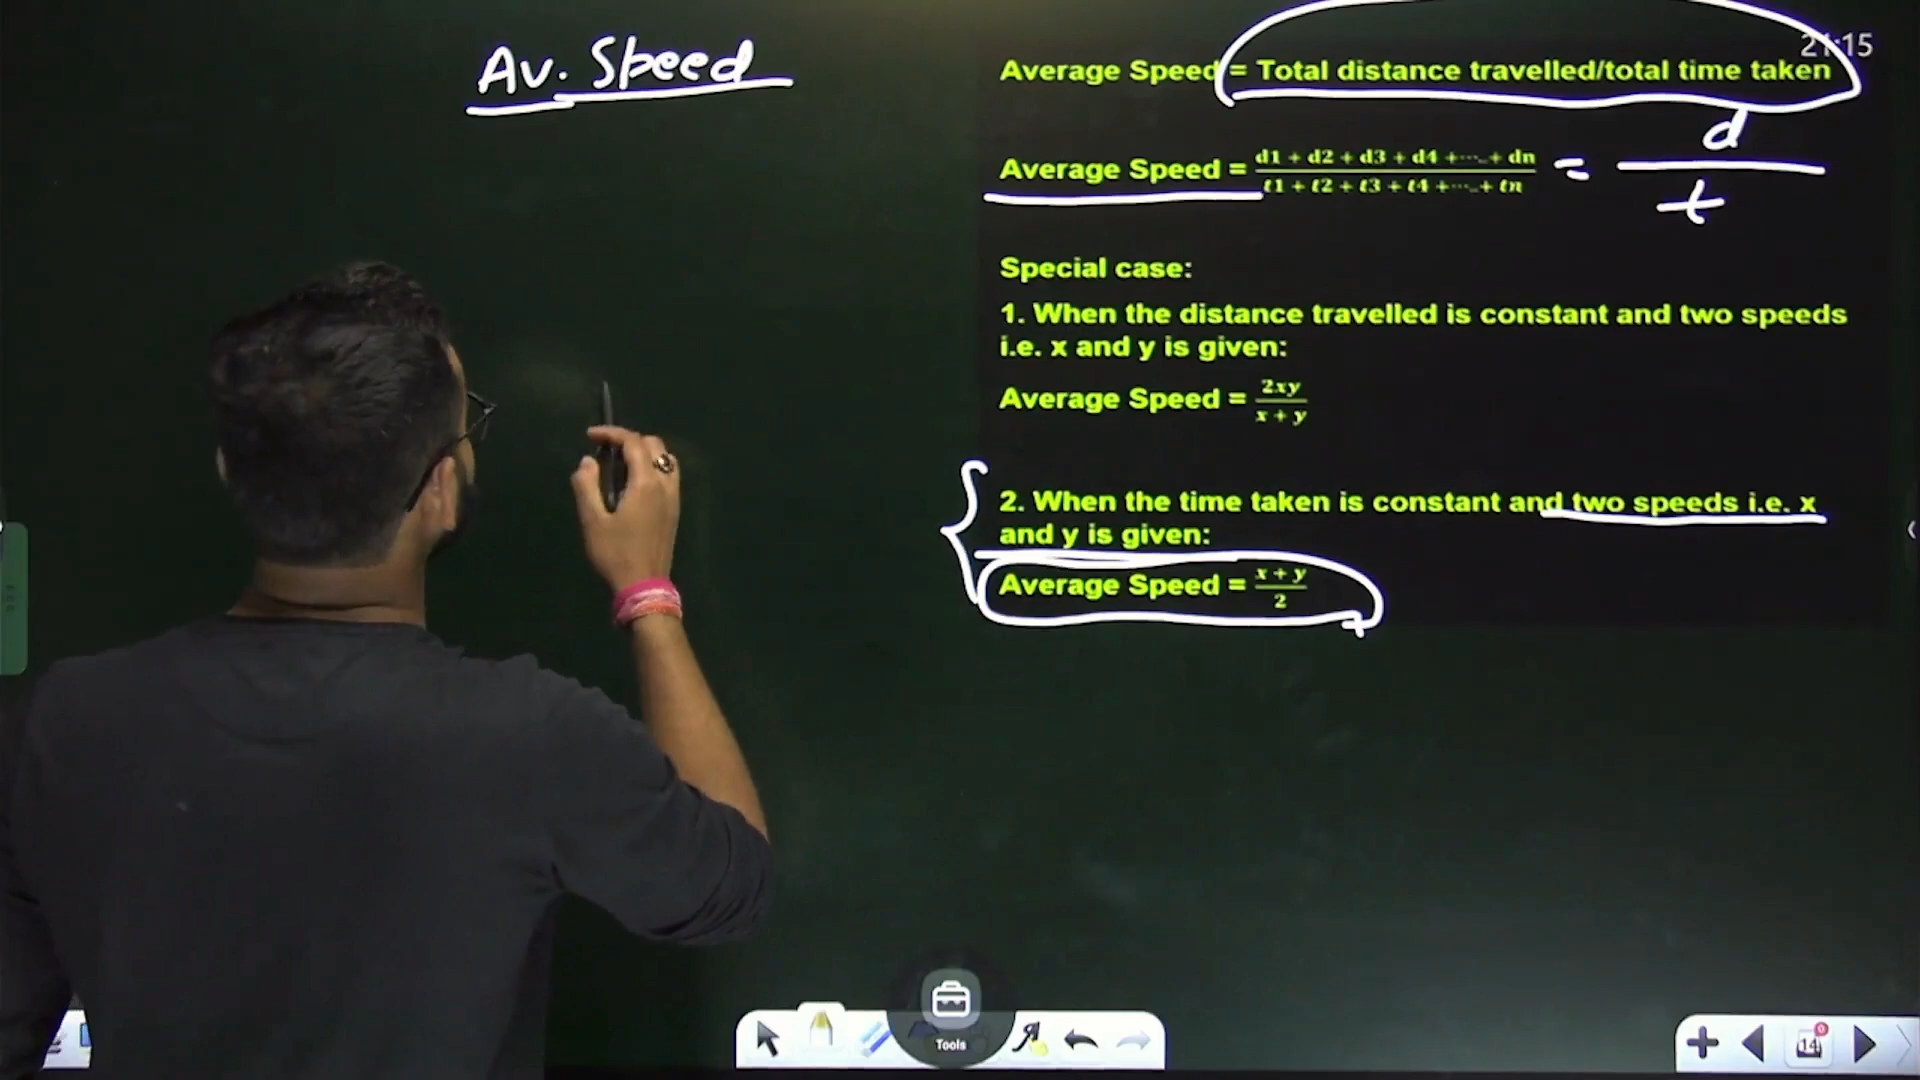 Av. Speed
21:15
Average Speed = Total distance travelled/total time taken
Average Speed = d1 + d2 + d3 + d4 + ..... + dn / t1 + t2 + t3 + t4 + ..... + tn = d / t
Special case:
1. When the distance travelled is constant and two speeds
i.e. x and y is given:
Average Speed = 2xy / x + y
2. When the time taken is constant and two speeds i.e. x
and y is given:
Average Speed = x + y / 2
Tools
14
0